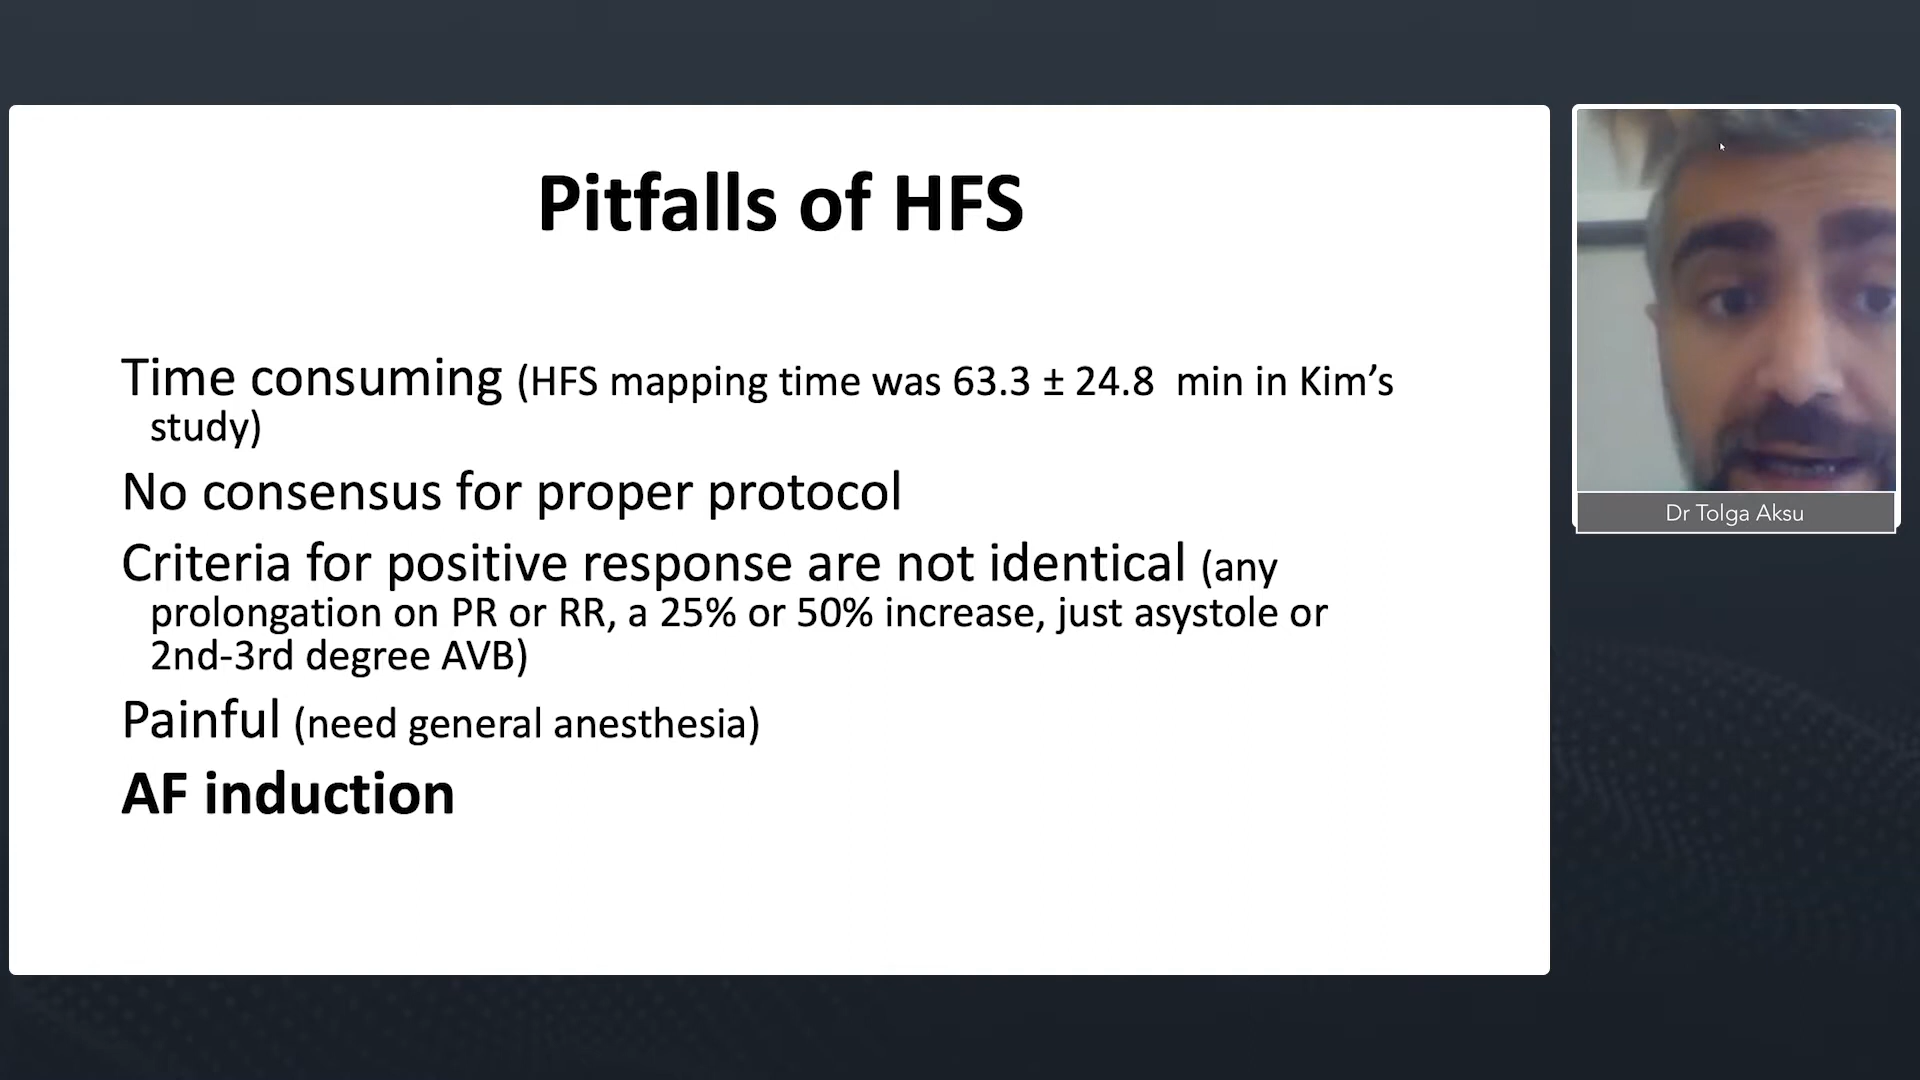 Pitfalls of HFS
Time consuming (HFS mapping time was 63.3 ± 24.8  min in Kim’s
study)
No consensus for proper protocol
Criteria for positive response are not identical (any
prolongation on PR or RR, a 25% or 50% increase, just asystole or
2nd-3rd degree AVB)
Painful (need general anesthesia)
AF induction
Dr Tolga Aksu